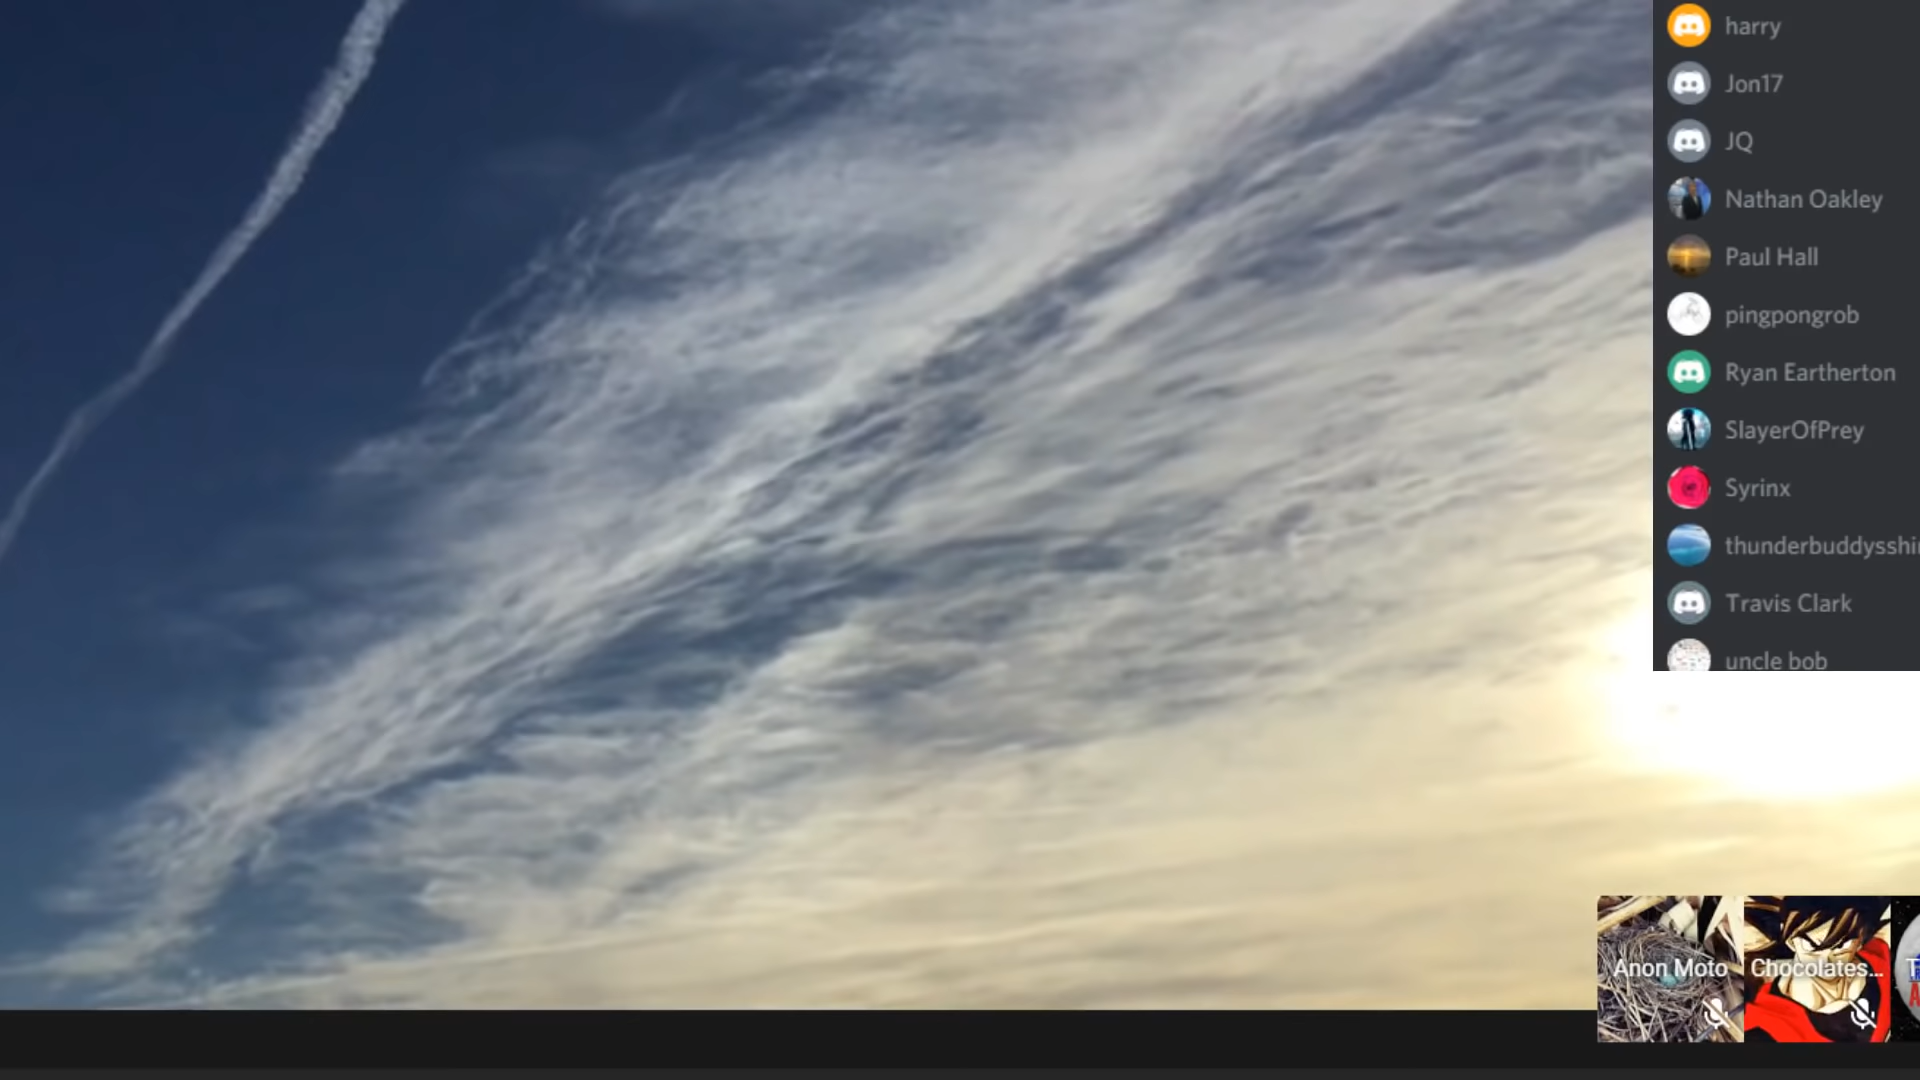 harry
Jon17
JQ
Nathan Oakley
Paul Hall
pingpongrob
Ryan Eartherton
SlayerOfPrey
Syrinx
thunderbuddysshi
Travis Clark
uncle bob
Anon Moto
Chocolates...